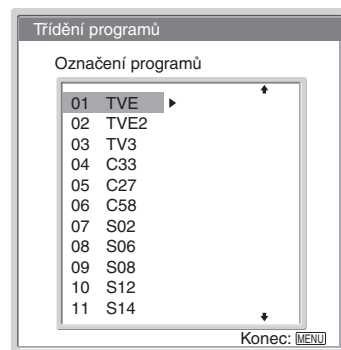 Třídění programů
Označení programů
01 TVE
02 TVE2
03 TV3
04 C33
05 C27
06 C58
07 S02
08 S06
09 S08
10 S12
11 S14
Konec: MENU